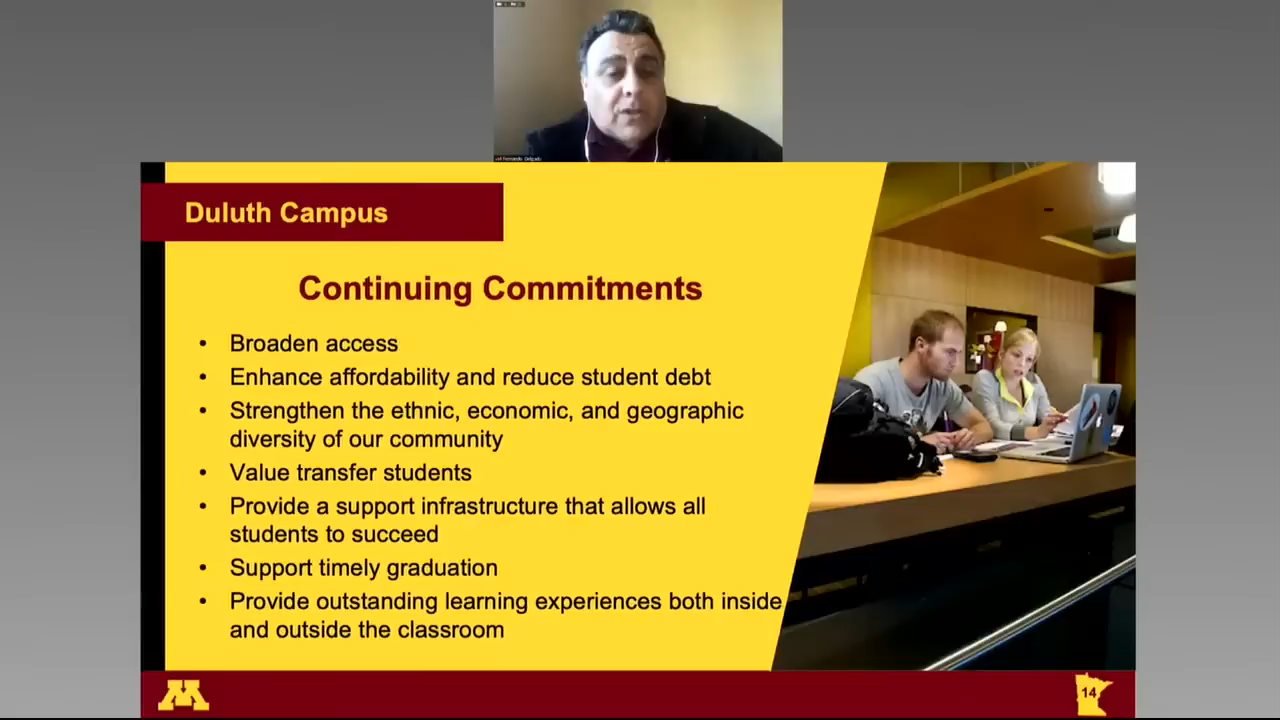 Fernando Delgado
Duluth Campus
Continuing Commitments
• Broaden access
• Enhance affordability and reduce student debt
• Strengthen the ethnic, economic, and geographic
diversity of our community
• Value transfer students
• Provide a support infrastructure that allows all
students to succeed
• Support timely graduation
• Provide outstanding learning experiences both inside
and outside the classroom
M
14